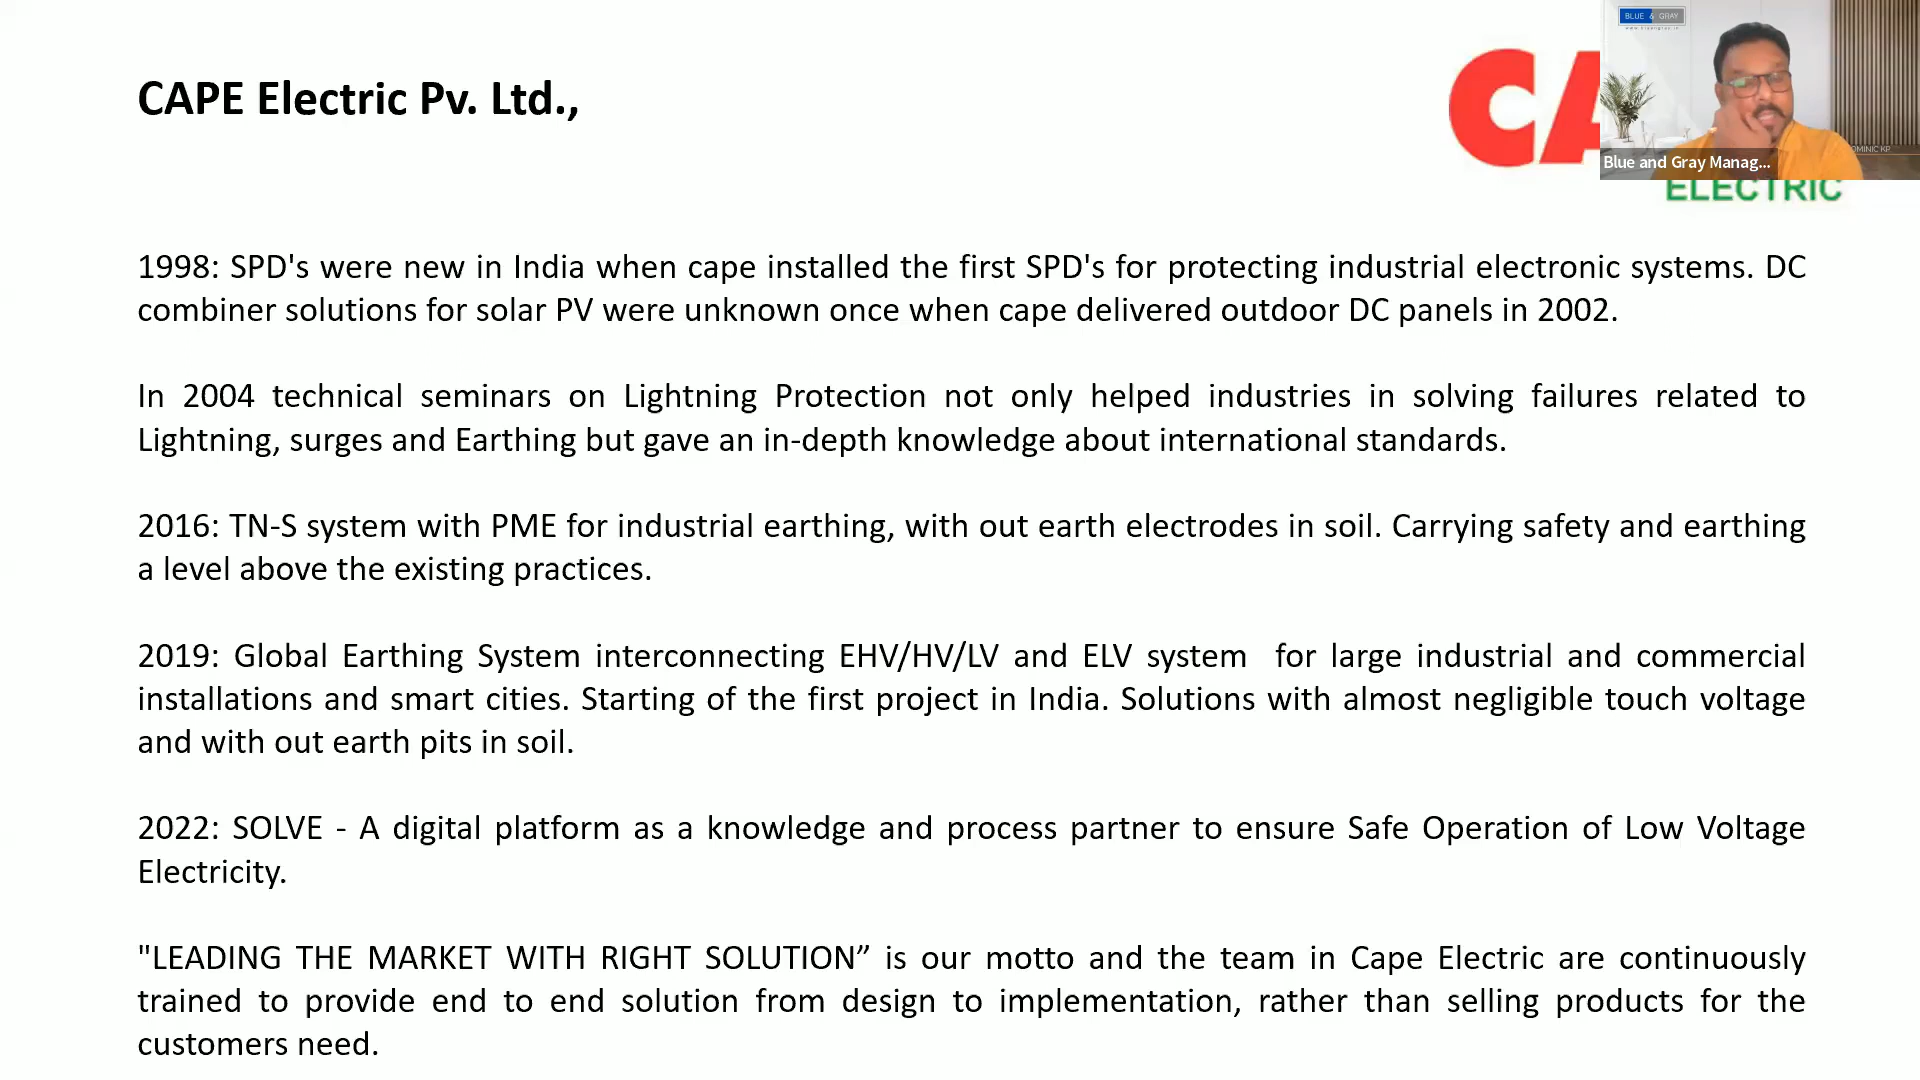 BLUE & GRAY
CAPE Electric Pv. Ltd.,
CA
Blue and Gray Manag...
ELECTRIC
1998: SPD's were new in India when cape installed the first SPD's for protecting industrial electronic systems. DC
combiner solutions for solar PV were unknown once when cape delivered outdoor DC panels in 2002.
In 2004 technical seminars on Lightning Protection not only helped industries in solving failures related to
Lightning, surges and Earthing but gave an in-depth knowledge about international standards.
2016: TN-S system with PME for industrial earthing, with out earth electrodes in soil. Carrying safety and earthing
a level above the existing practices.
2019: Global Earthing System interconnecting EHV/HV/LV and ELV system  for large industrial and commercial
installations and smart cities. Starting of the first project in India. Solutions with almost negligible touch voltage
and with out earth pits in soil.
2022: SOLVE - A digital platform as a knowledge and process partner to ensure Safe Operation of Low Voltage
Electricity.
"LEADING THE MARKET WITH RIGHT SOLUTION” is our motto and the team in Cape Electric are continuously
trained to provide end to end solution from design to implementation, rather than selling products for the
customers need.